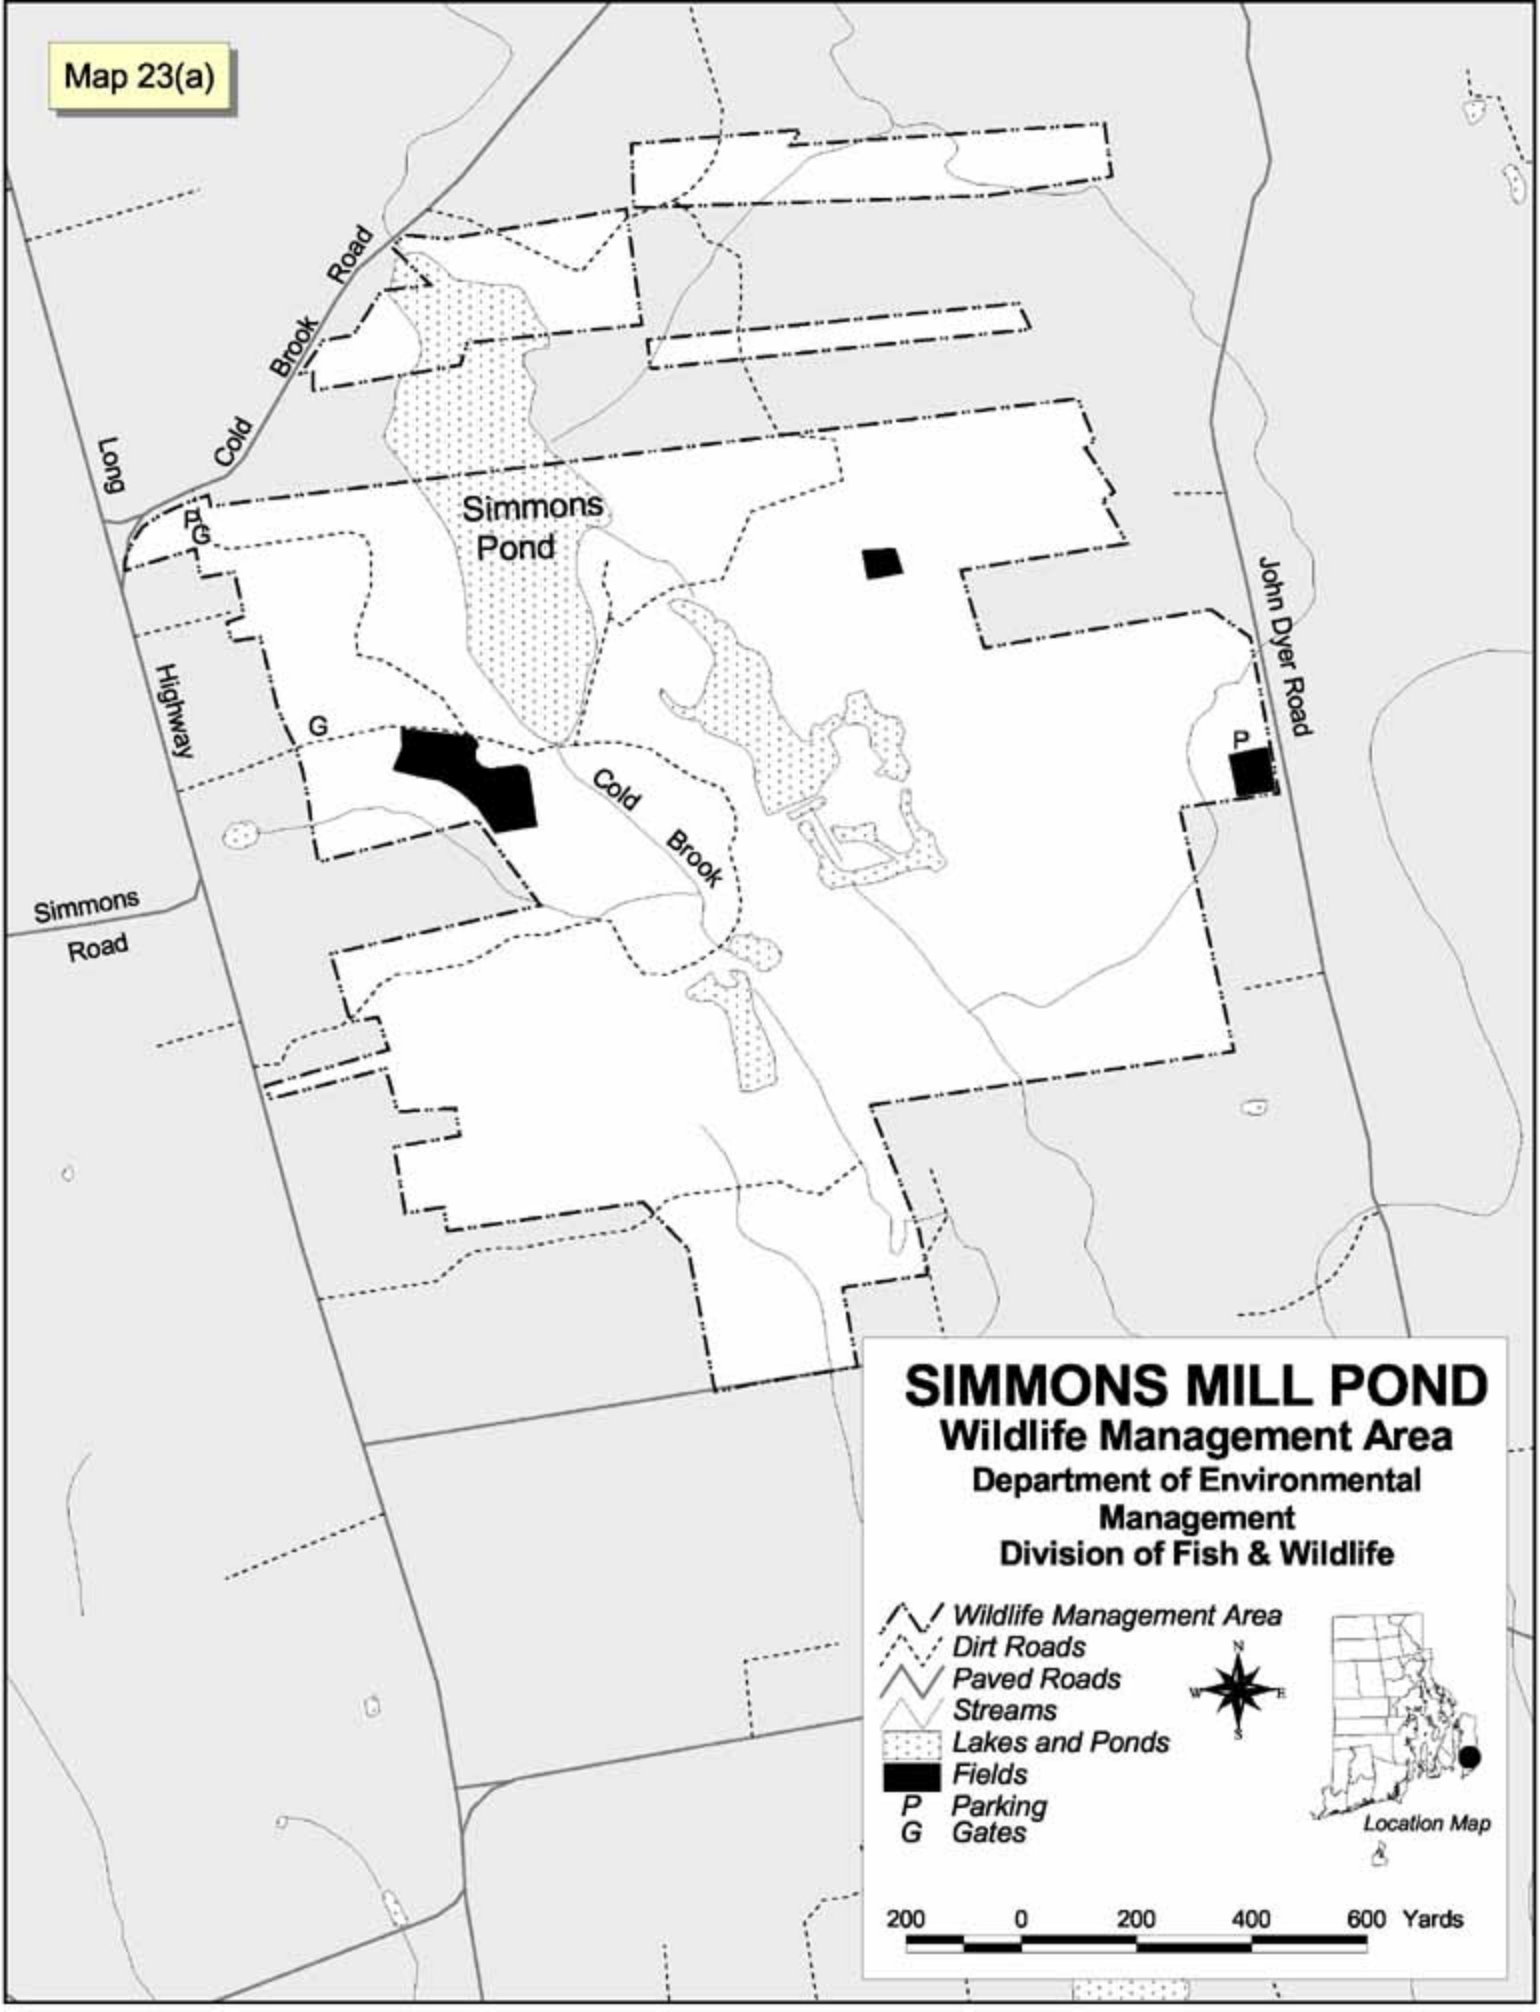 Map 23(a)
Cold Brook Road
Long Highway
P
G
Simmons
Pond
G
Cold Brook
P
John Dyer Road
Simmons
Road
SIMMONS MILL POND
Wildlife Management Area
Department of Environmental
Management
Division of Fish & Wildlife
Wildlife Management Area
Dirt Roads
Paved Roads
Streams
Lakes and Ponds
Fields
P Parking
G Gates
N
W E
S
Location Map
200 0 200 400 600 Yards